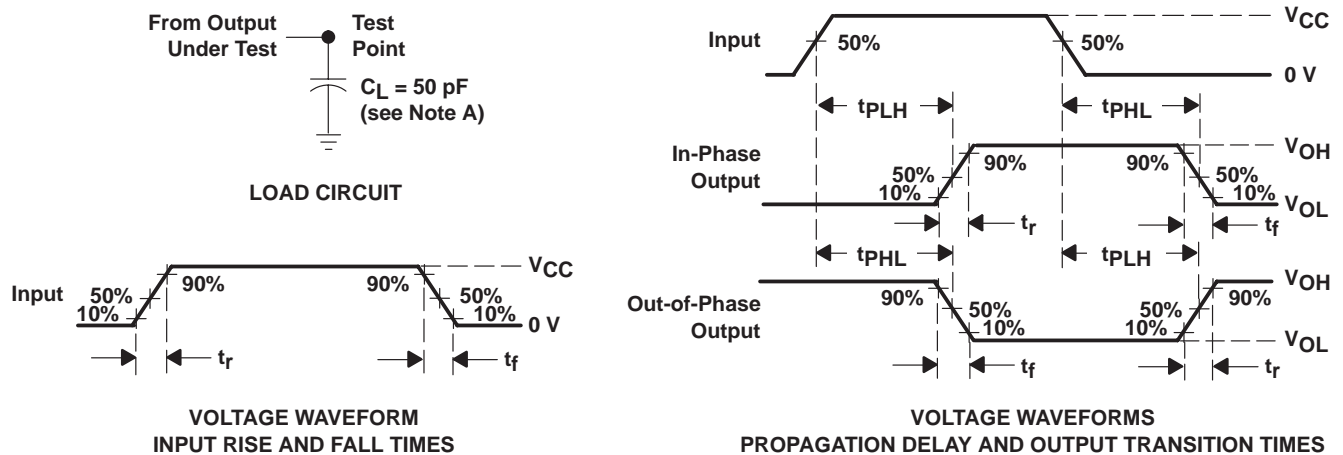 From Output
Under Test
Test
Point
CL = 50 pF
(see Note A)
LOAD CIRCUIT
Input
50%
10%
90%
90%
50%
10%
VCC
0 V
tr
tf
VOLTAGE WAVEFORM
INPUT RISE AND FALL TIMES
Input
50%
50%
VCC
0 V
tPLH
tPHL
In-Phase
Output
50%
10%
90%
90%
50%
10%
VOH
VOL
tr
tf
tPHL
tPLH
Out-of-Phase
Output
90%
50%
10%
50%
10%
90%
VOH
VOL
tf
tr
VOLTAGE WAVEFORMS
PROPAGATION DELAY AND OUTPUT TRANSITION TIMES